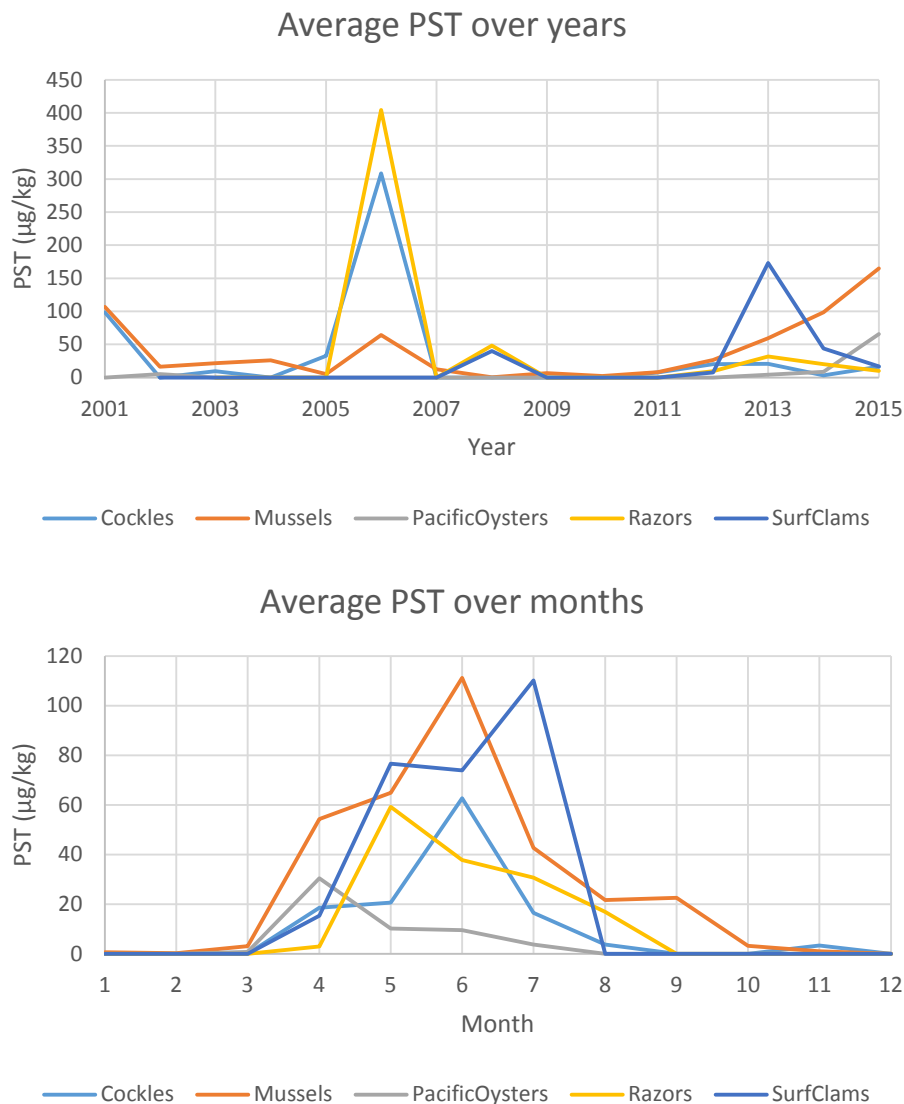 Average PST over years
450
400
350
300
250
200
150
100
50
0
PST (µg/kg)
2001 2003 2005 2007 2009 2011 2013 2015
Year
Cockles Mussels PacificOysters Razors SurfClams
Average PST over months
120
100
80
60
40
20
0
PST (µg/kg)
1 2 3 4 5 6 7 8 9 10 11 12
Month
Cockles Mussels PacificOysters Razors SurfClams